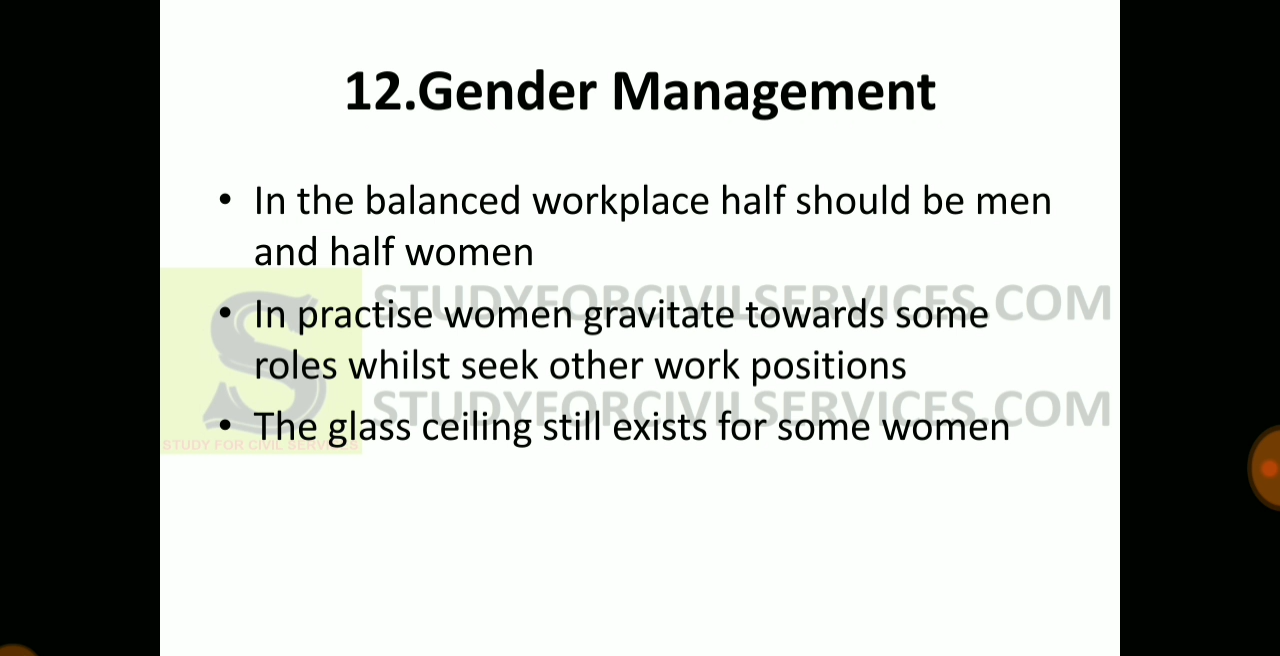 12.Gender Management
• In the balanced workplace half should be men
and half women
• In practise women gravitate towards some
roles whilst seek other work positions
• The glass ceiling still exists for some women
STUDYFORCIVILSERVICES.COM
STUDYFORCIVILSERVICES.COM
STUDY FOR CIVIL SERVICES